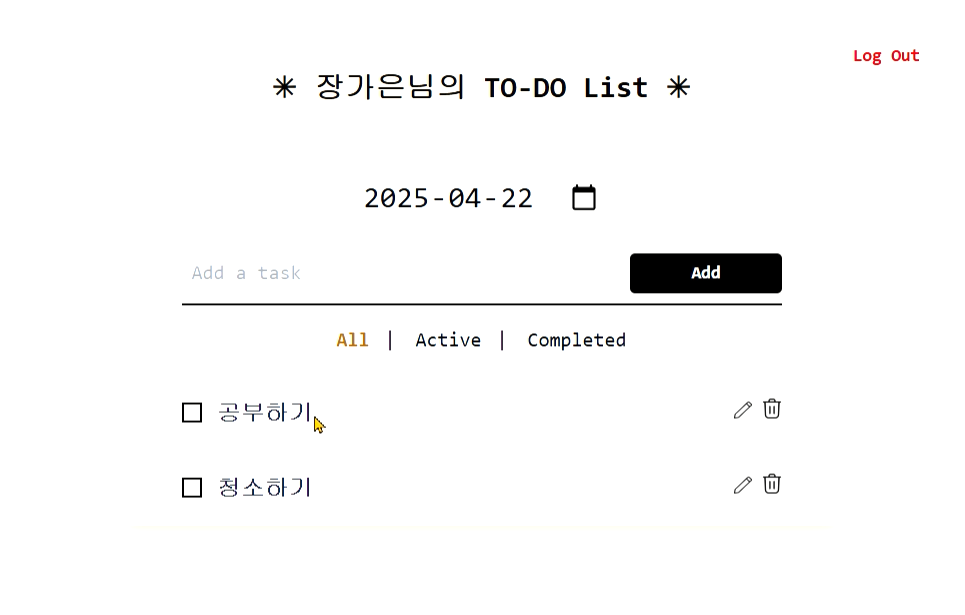 Log Out
✳ 장가은님의 TO-DO List ✳
2025-04-22
Add a task
Add
All | Active | Completed
공부하기
청소하기